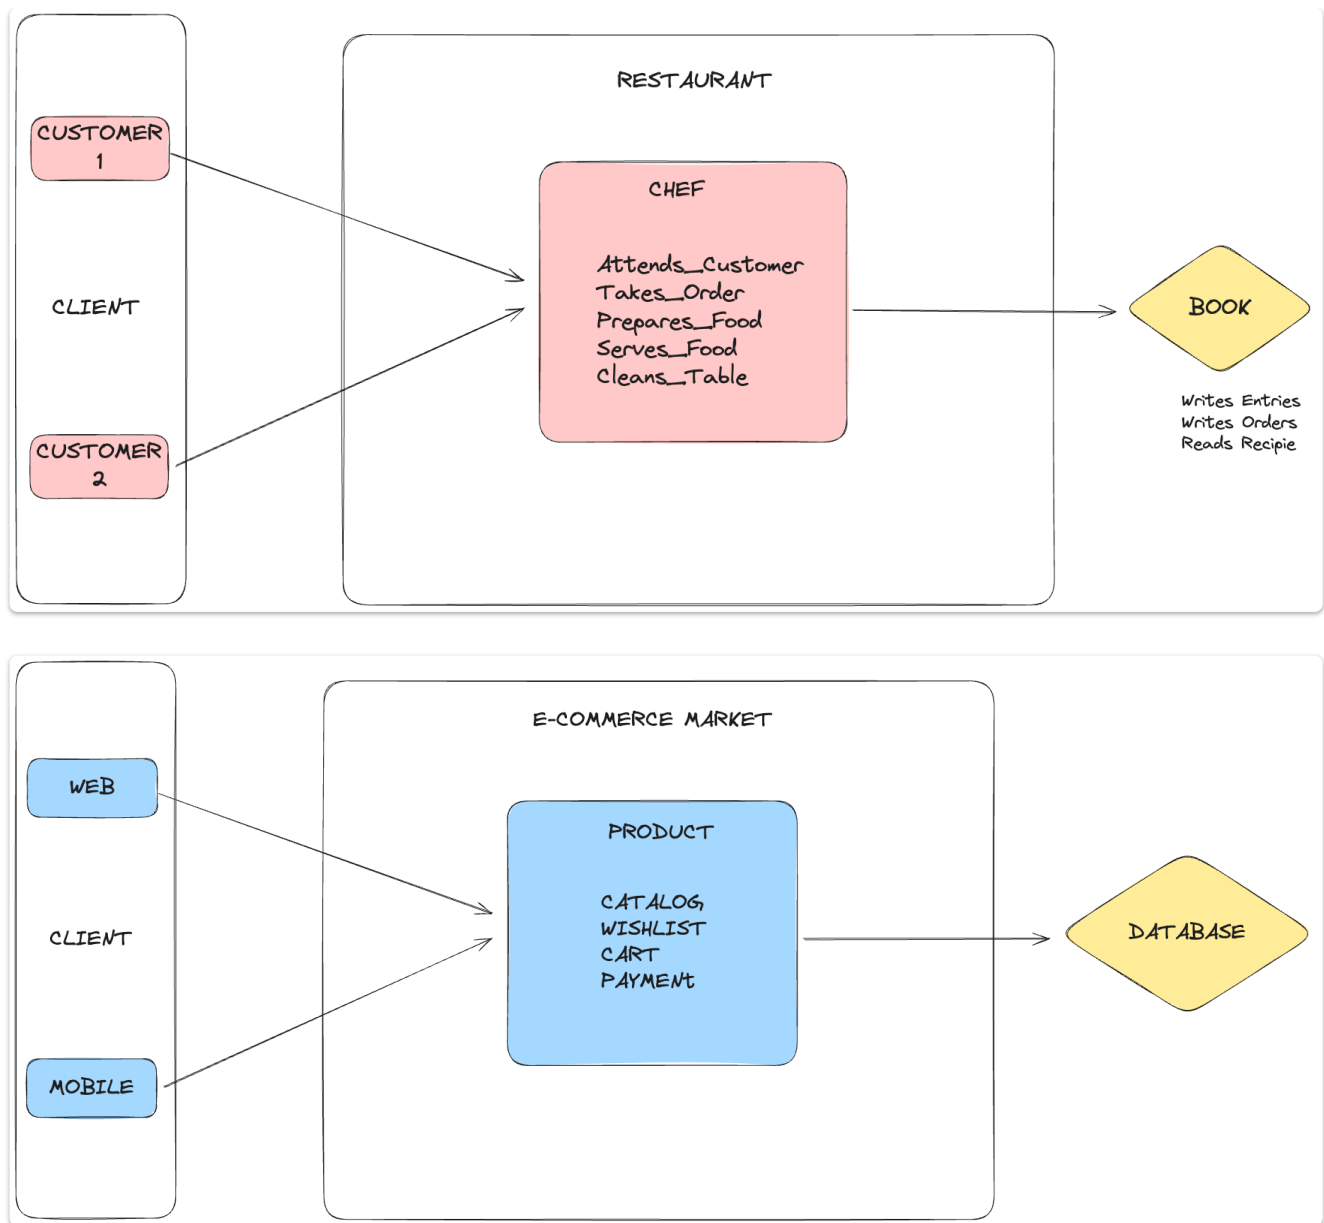 RESTAURANT
CUSTOMER
1
CLIENT
CUSTOMER
2
CHEF
Attends_Customer
Takes_Order
Prepares_Food
Serves_Food
Cleans_Table
BOOK
Writes Entries
Writes Orders
Reads Recipie
E-COMMERCE MARKET
WEB
CLIENT
MOBILE
PRODUCT
CATALOG
WISHLIST
CART
PAYMENt
DATABASE